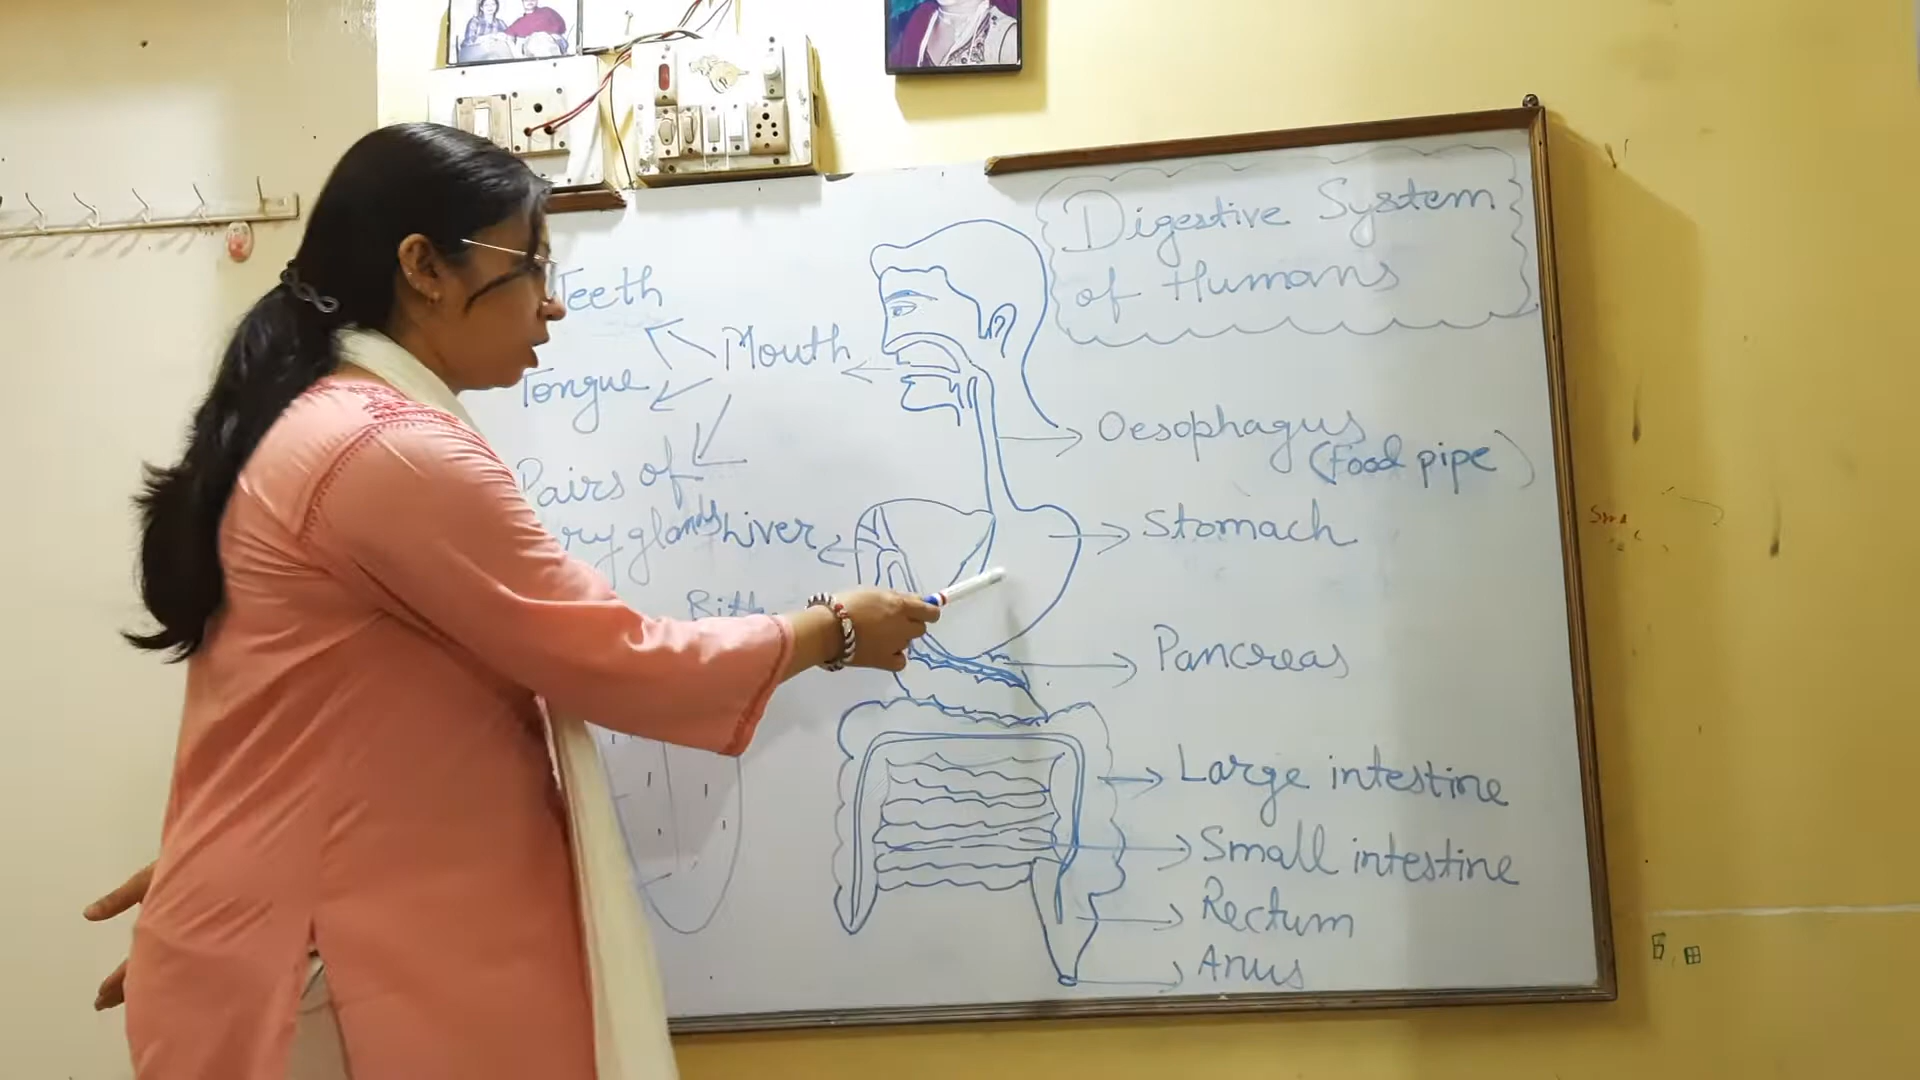 Digestive System
of Humans
Teeth
Mouth
Tongue
Oesophagus
(Food pipe)
Pairs of
glands
Liver
Stomach
Pancreas
Large intestine
Small intestine
Rectum
Anus